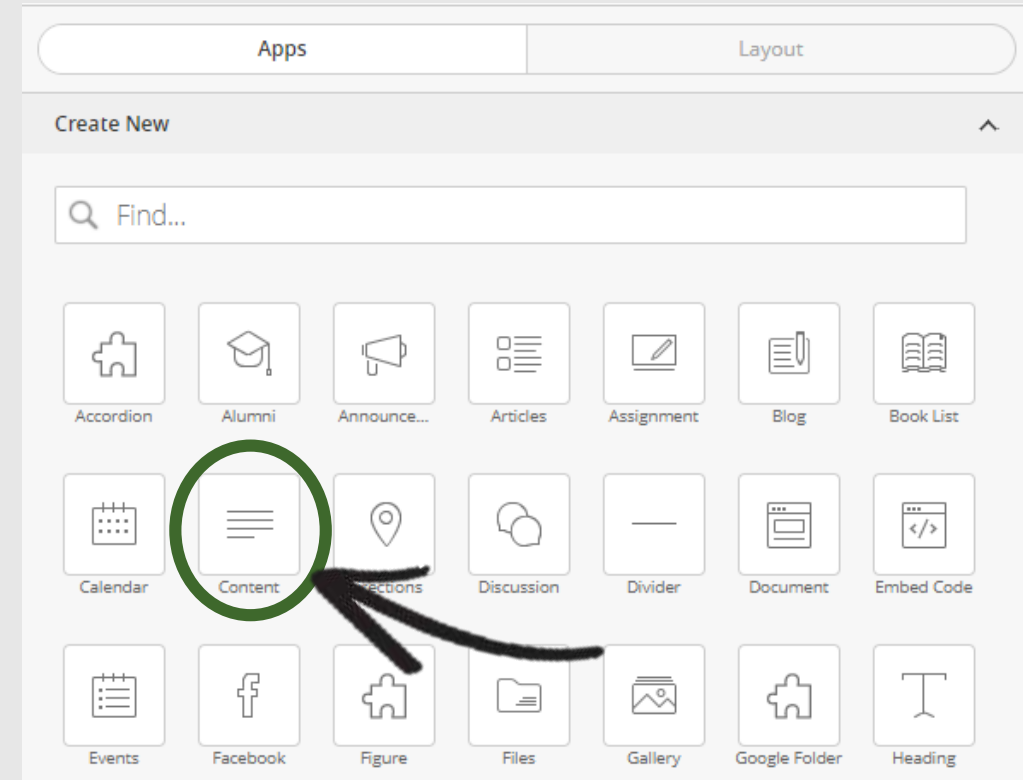 Apps Layout
Create New
Find...
Accordion Alumni Announce... Articles Assignment Blog Book List
Calendar Content ections Discussion Divider Document Embed Code
Events Facebook Figure Files Gallery Google Folder Heading